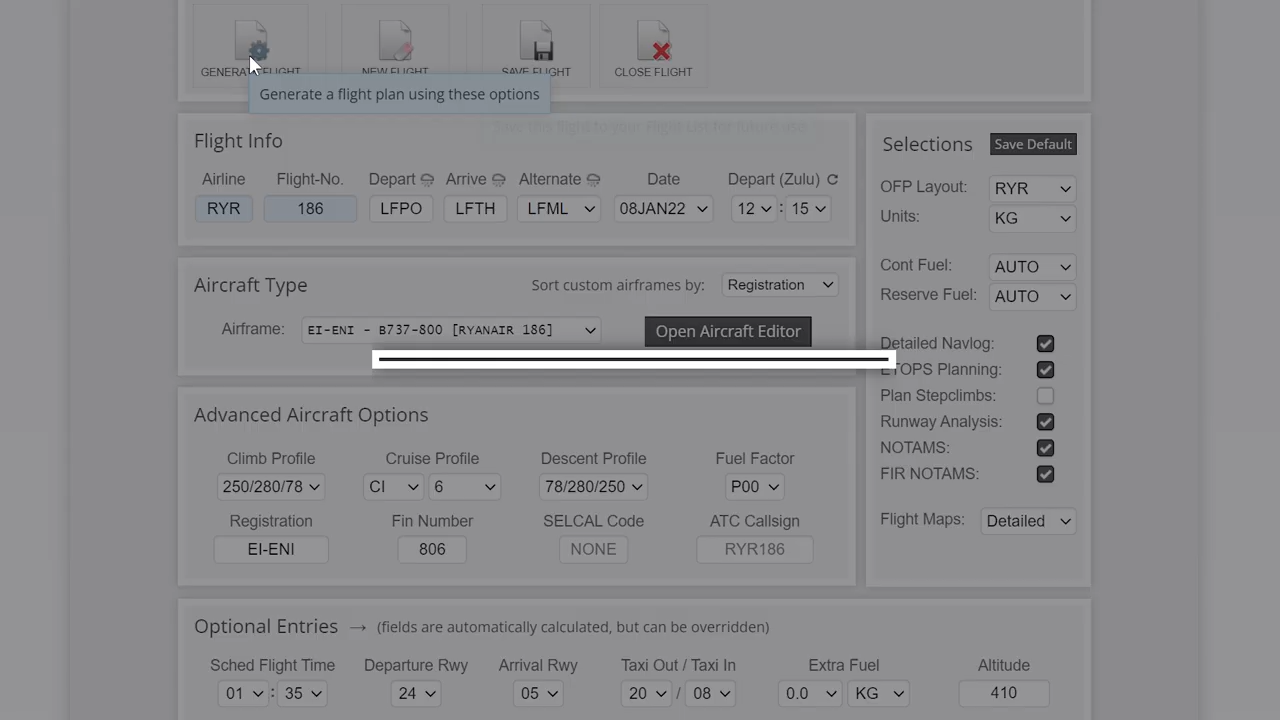 GENERATE FLIGHT NEW FLIGHT SAVE FLIGHT CLOSE FLIGHT
Generate a flight plan using these options
Flight Info
Airline Flight-No. Depart Arrive Alternate Date Depart (Zulu)
RYR 186 LFPO LFTH LFML 08JAN22 12 : 15
Aircraft Type Sort custom airframes by: Registration
Airframe: EI-ENI - B737-800 [RYANAIR 186] Open Aircraft Editor
Advanced Aircraft Options
Climb Profile Cruise Profile Descent Profile Fuel Factor
250/280/78 CI 6 78/280/250 P00
Registration Fin Number SELCAL Code ATC Callsign
EI-ENI 806 NONE RYR186
Selections Save Default
OFP Layout: RYR
Units: KG
Cont Fuel: AUTO
Reserve Fuel: AUTO
Detailed Navlog:
ETOPS Planning:
Plan Stepclimbs:
Runway Analysis:
NOTAMS:
FIR NOTAMS:
Flight Maps: Detailed
Optional Entries → (fields are automatically calculated, but can be overridden)
Sched Flight Time Departure Rwy Arrival Rwy Taxi Out / Taxi In Extra Fuel Altitude
01 : 35 24 05 20 / 08 0.0 KG 410